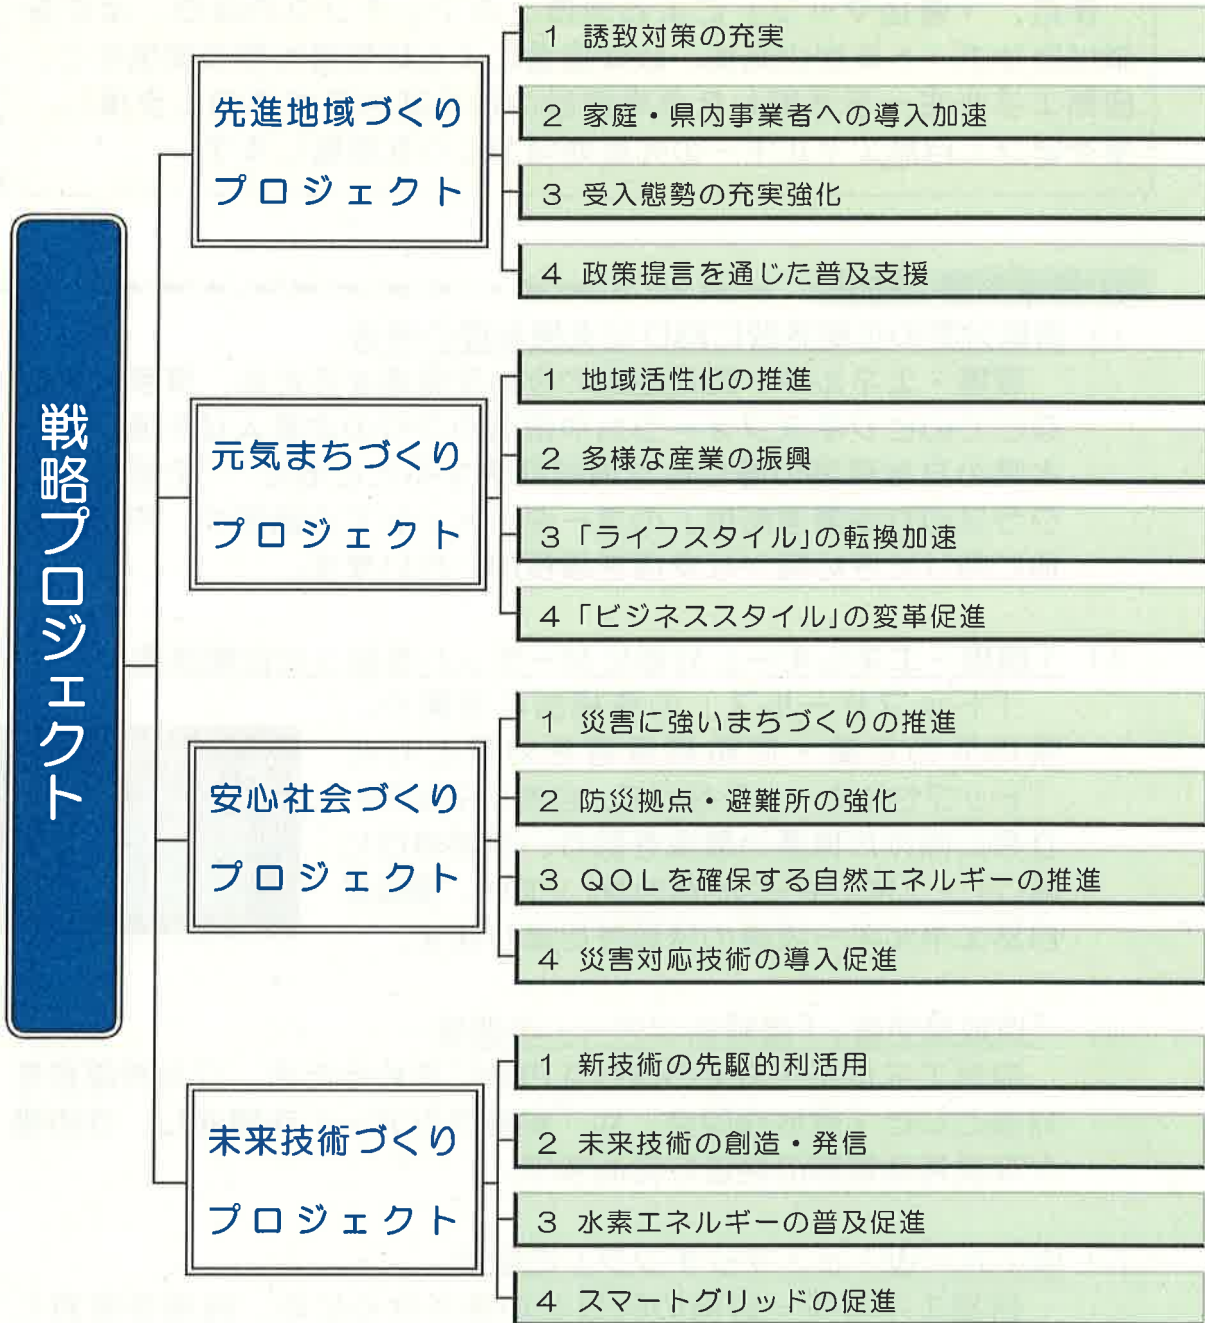 戦略プロジェクト
先進地域づくり
プロジェクト
1 誘致対策の充実
2 家庭・県内事業者への導入加速
3 受入態勢の充実強化
4 政策提言を通じた普及支援
元気まちづくり
プロジェクト
1 地域活性化の推進
2 多様な産業の振興
3「ライフスタイル」の転換加速
4「ビジネススタイル」の変革促進
安心社会づくり
プロジェクト
1 災害に強いまちづくりの推進
2 防災拠点・避難所の強化
3 QOLを確保する自然エネルギーの推進
4 災害対応技術の導入促進
未来技術づくり
プロジェクト
1 新技術の先駆的利活用
2 未来技術の創造・発信
3 水素エネルギーの普及促進
4 スマートグリッドの促進